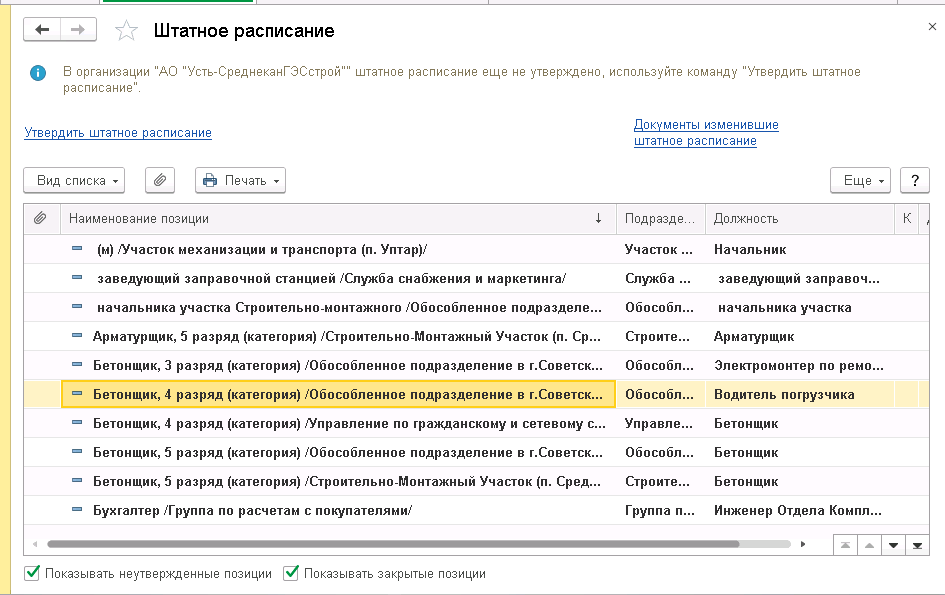 Штатное расписание
В организации "АО "Усть-СреднеканГЭСстрой"" штатное расписание еще не утверждено, используйте команду "Утвердить штатное
расписание".
Утвердить штатное расписание
Документы изменившие
штатное расписание
Вид списка Печать Еще ?
Наименование позиции ↓ Подразде... Должность К
(м) /Участок механизации и транспорта (п. Уптар)/ Участок ... Начальник
заведующий заправочной станцией /Служба снабжения и маркетинга/ Служба ... заведующий заправоч...
начальника участка Строительно-монтажного /Обособленное подразделе... Обособл... начальника участка
Арматурщик, 5 разряд (категория) /Строительно-Монтажный Участок (п. Ср... Строите... Арматурщик
Бетонщик, 3 разряд (категория) /Обособленное подразделение в г.Советск... Обособл... Электромонтер по ремо...
Бетонщик, 4 разряд (категория) /Обособленное подразделение в г.Советск... Обособл... Водитель погрузчика
Бетонщик, 4 разряд (категория) /Управление по гражданскому и сетевому с... Управле... Бетонщик
Бетонщик, 5 разряд (категория) /Обособленное подразделение в г.Советск... Обособл... Бетонщик
Бетонщик, 5 разряд (категория) /Строительно-Монтажный Участок (п. Сред... Строите... Бетонщик
Бухгалтер /Группа по расчетам с покупателями/ Группа п... Инженер Отдела Компл...
Показывать неутвержденные позиции Показывать закрытые позиции